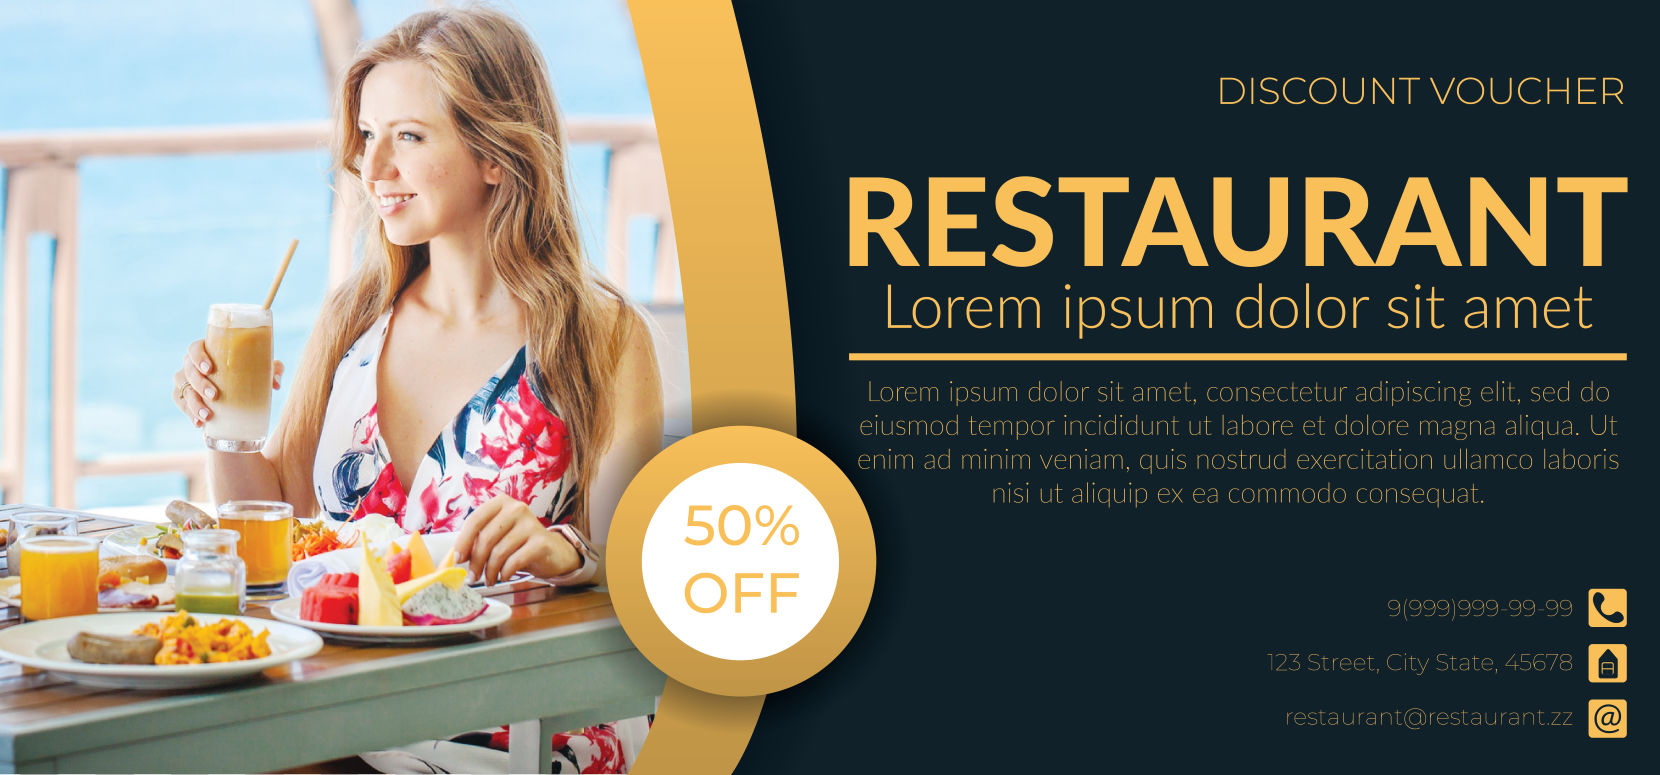 DISCOUNT VOUCHER
RESTAURANT
Lorem ipsum dolor sit amet
Lorem ipsum dolor sit amet, consectetur adipiscing elit, sed do
eiusmod tempor incididunt ut labore et dolore magna aliqua. Ut
enim ad minim veniam, quis nostrud exercitation ullamco laboris
nisi ut aliquip ex ea commodo consequat.
50%
OFF
9(999)999-99-99
123 Street, City State, 45678
restaurant@restaurant.zz
@